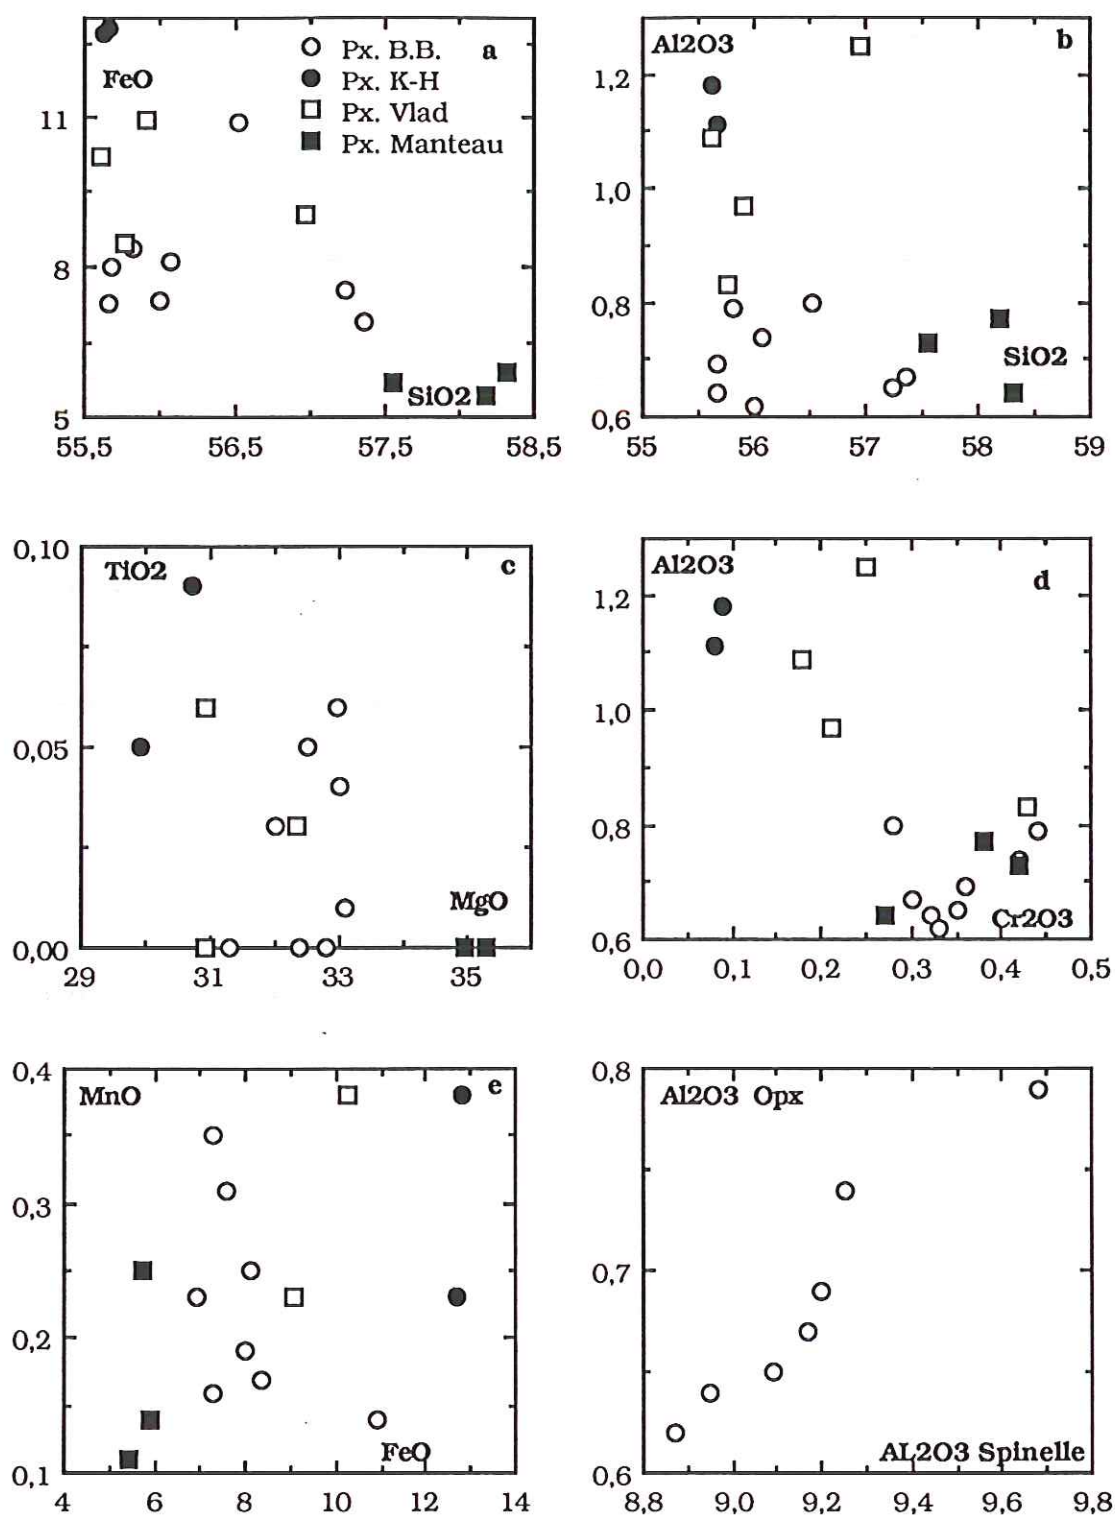 a
FeO
Px. B.B.
Px. K-H
Px. Vlad
Px. Manteau
11
8
5
SiO2
55,5 56,5 57,5 58,5
Al2O3
b
1,2
1,0
0,8
0,6
SiO2
55 56 57 58 59
0,10
TiO2
c
0,05
MgO
0,00
29 31 33 35
Al2O3
d
1,2
1,0
0,8
0,6
Cr2O3
0,0 0,1 0,2 0,3 0,4 0,5
0,4
MnO
e
0,3
0,2
0,1
FeO
4 6 8 10 12 14
0,8
Al2O3 Opx
0,7
0,6
AL2O3 Spinelle
8,8 9,0 9,2 9,4 9,6 9,8